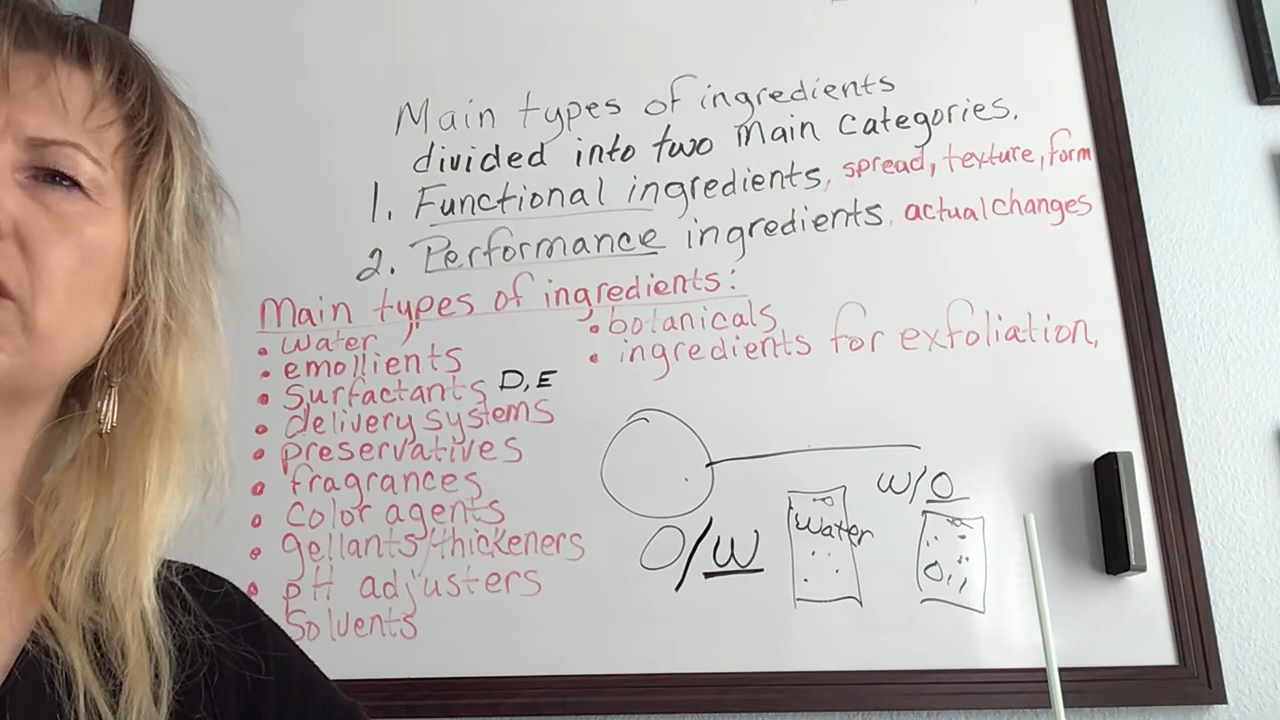 Main types of ingredients
divided into two main categories.
1. Functional ingredients, spread, texture, form
2. Performance ingredients. actual changes
Main types of ingredients:
• water
• emollients
• surfactants D, E
• delivery systems
• preservatives
• fragrances
• color agents
• gellants/thickeners
• pH adjusters
Solvents
• botanicals
• ingredients for exfoliation,
O/W
Water
W/O
O